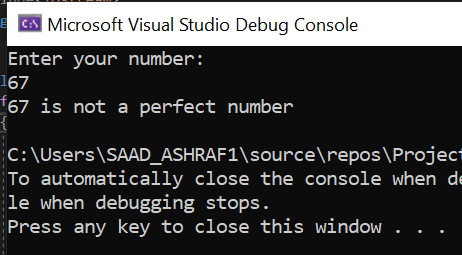 Microsoft Visual Studio Debug Console
Enter your number:
67
67 is not a perfect number
C:\Users\SAAD_ASHRAF1\source\repos\Project
To automatically close the console when de
le when debugging stops.
Press any key to close this window . . .